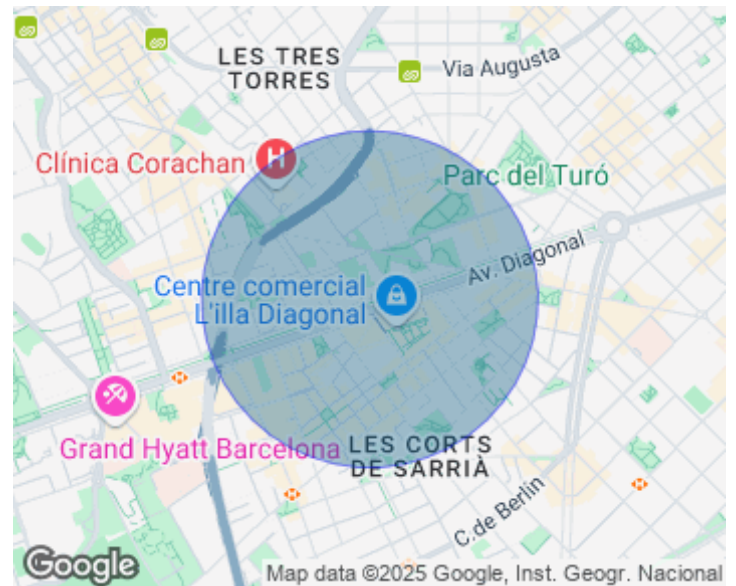 LES TRES
TORRES
Via Augusta
Clínica Corachan
H
Parc del Turó
Av. Diagonal
Centre comercial
L'illa Diagonal
Grand Hyatt Barcelona
LES CORTS
DE SARRIÀ
C.de Berlín
Google
Map data ©2025 Google, Inst. Geogr. Nacional